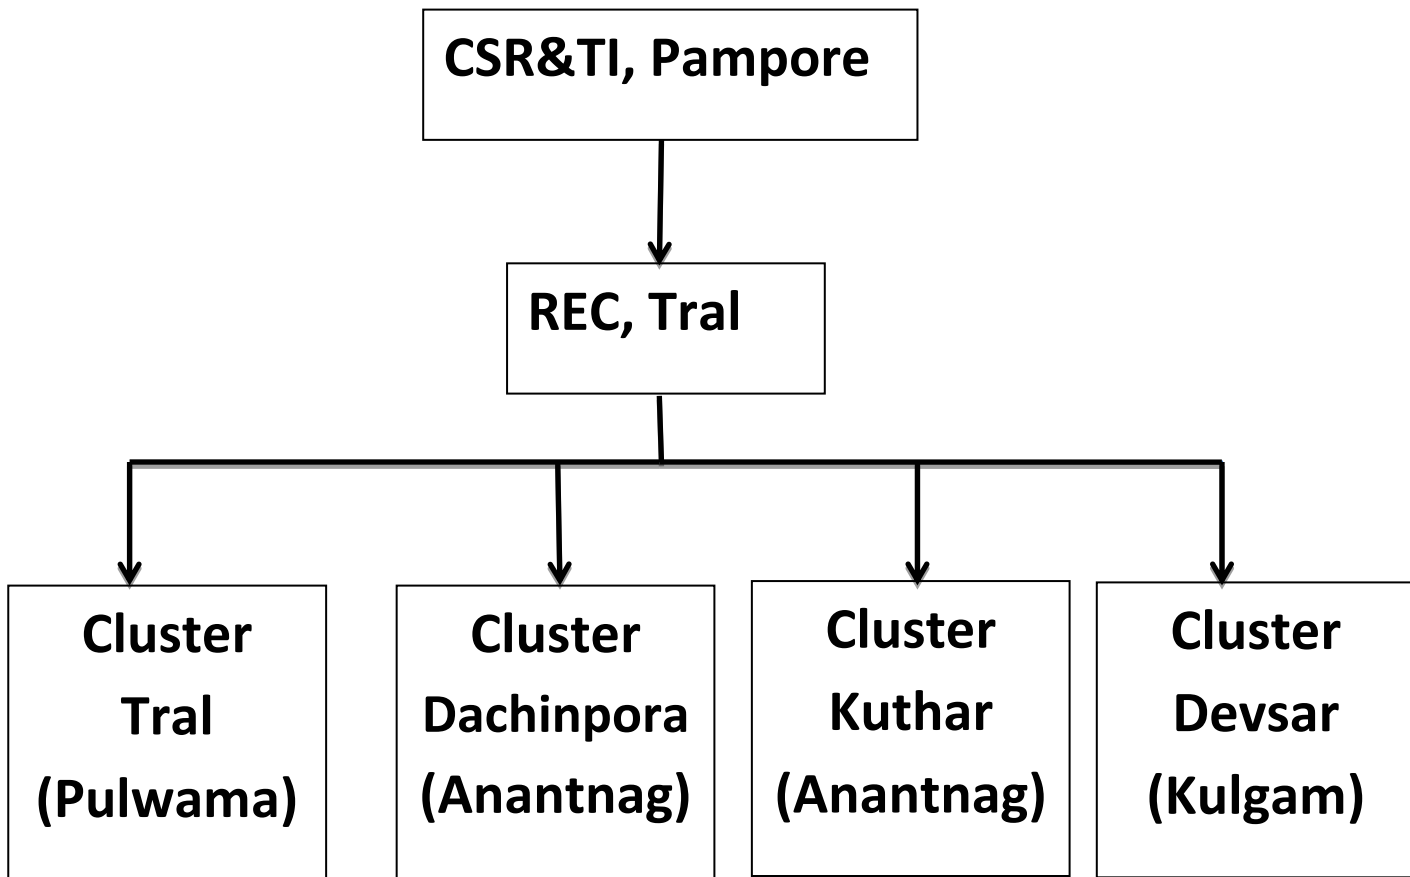 CSR&TI, Pampore
REC, Tral
Cluster
Tral
(Pulwama)
Cluster
Dachinpora
(Anantnag)
Cluster
Kuthar
(Anantnag)
Cluster
Devsar
(Kulgam)